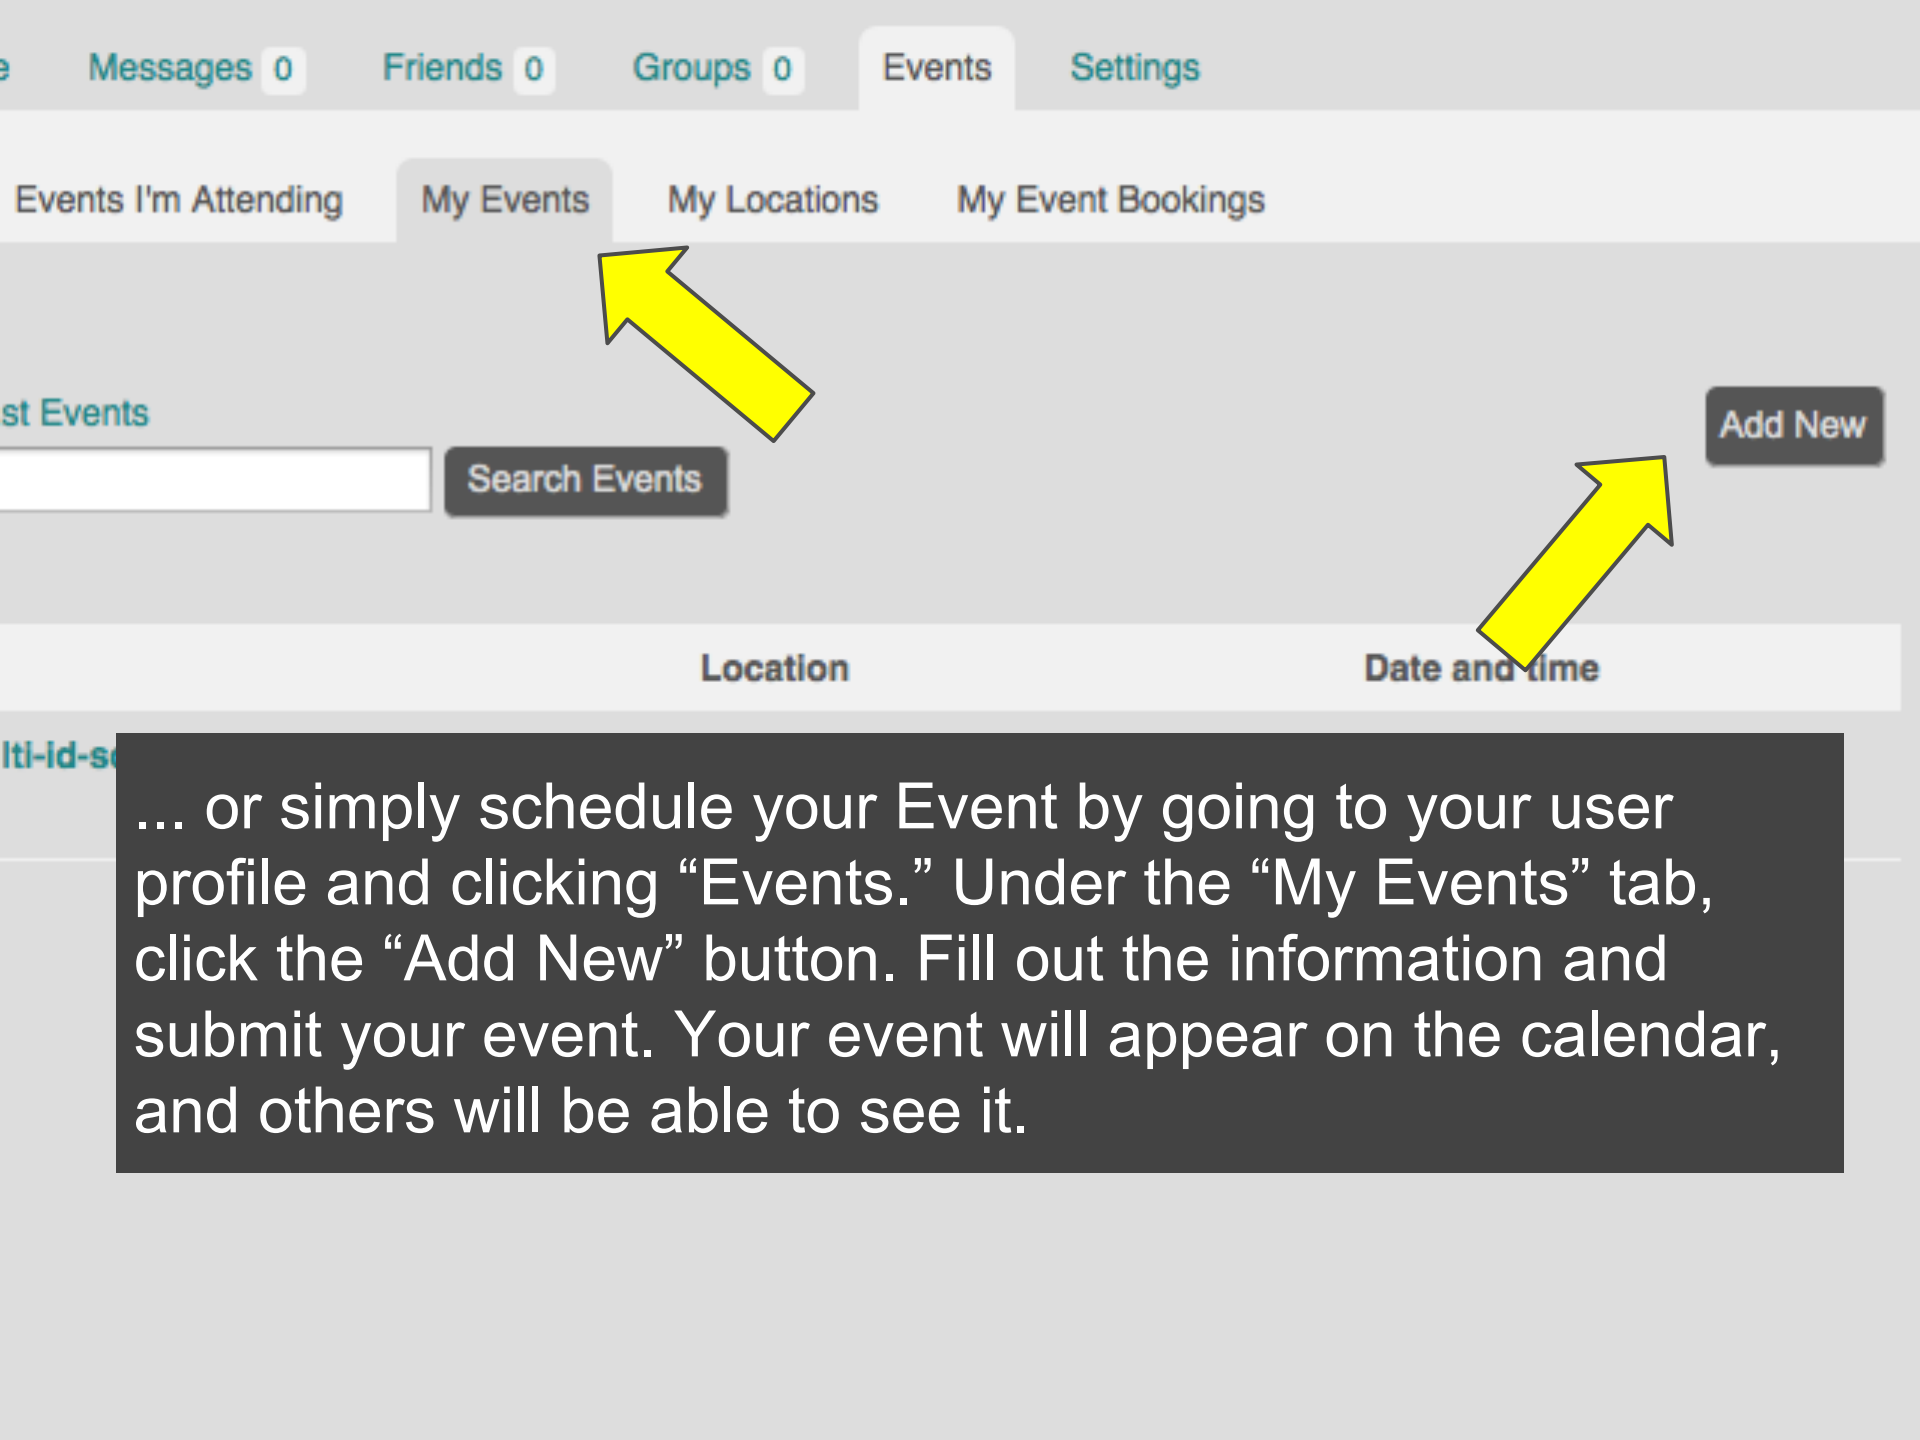 Messages 0 Friends 0 Groups 0 Events Settings
Events I'm Attending My Events My Locations My Event Bookings
Events
Add New
Search Events
Location Date and time
... or simply schedule your Event by going to your user
profile and clicking “Events.” Under the “My Events” tab,
click the “Add New” button. Fill out the information and
submit your event. Your event will appear on the calendar,
and others will be able to see it.